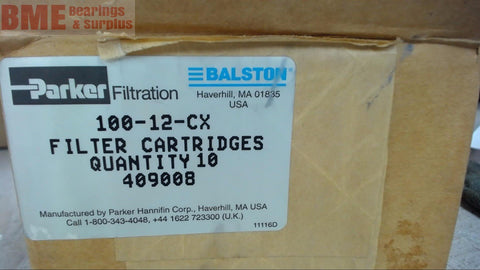 BME Bearings
& Surplus
Parker Filtration
BALSTON
Haverhill, MA 01835
USA
100-12-CX
FILTER CARTRIDGES
QUANTITY 10
409008
Manufactured by Parker Hannifin Corp., Haverhill, MA USA
Call 1-800-343-4048, +44 1622 723300 (U.K.)
11116D